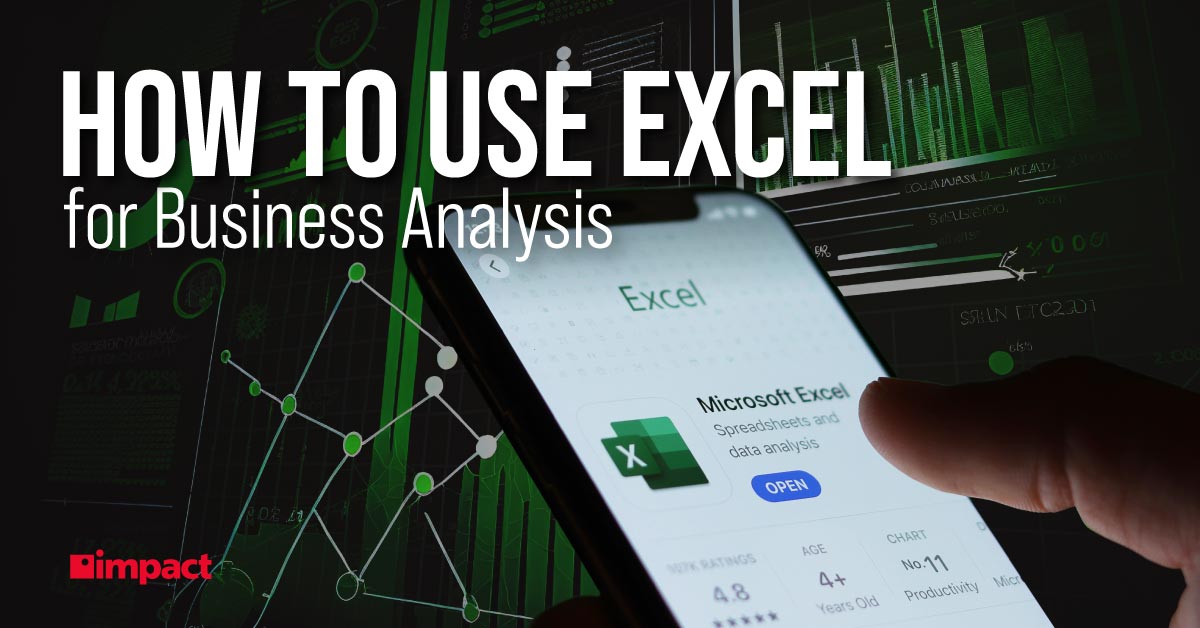 HOW TO USE EXCEL
for Business Analysis
Excel
Microsoft Excel
Spreadsheets and
data analysis
OPEN
RATINGS
4.8
★★★★★
AGE
4+
Years Old
CHART
No.11
Productivity
impact